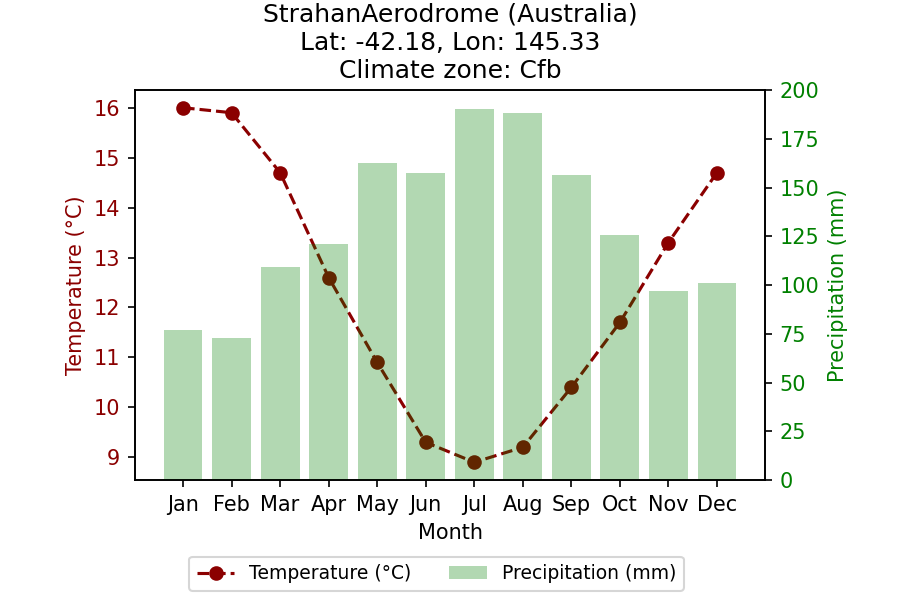 StrahanAerodrome (Australia)
Lat: -42.18, Lon: 145.33
Climate zone: Cfb
Temperature (°C)
16
15
14
13
12
11
10
9
200
175
150
125
100
75
50
25
0
Precipitation (mm)
Jan Feb Mar Apr May Jun Jul Aug Sep Oct Nov Dec
Month
Temperature (°C) Precipitation (mm)